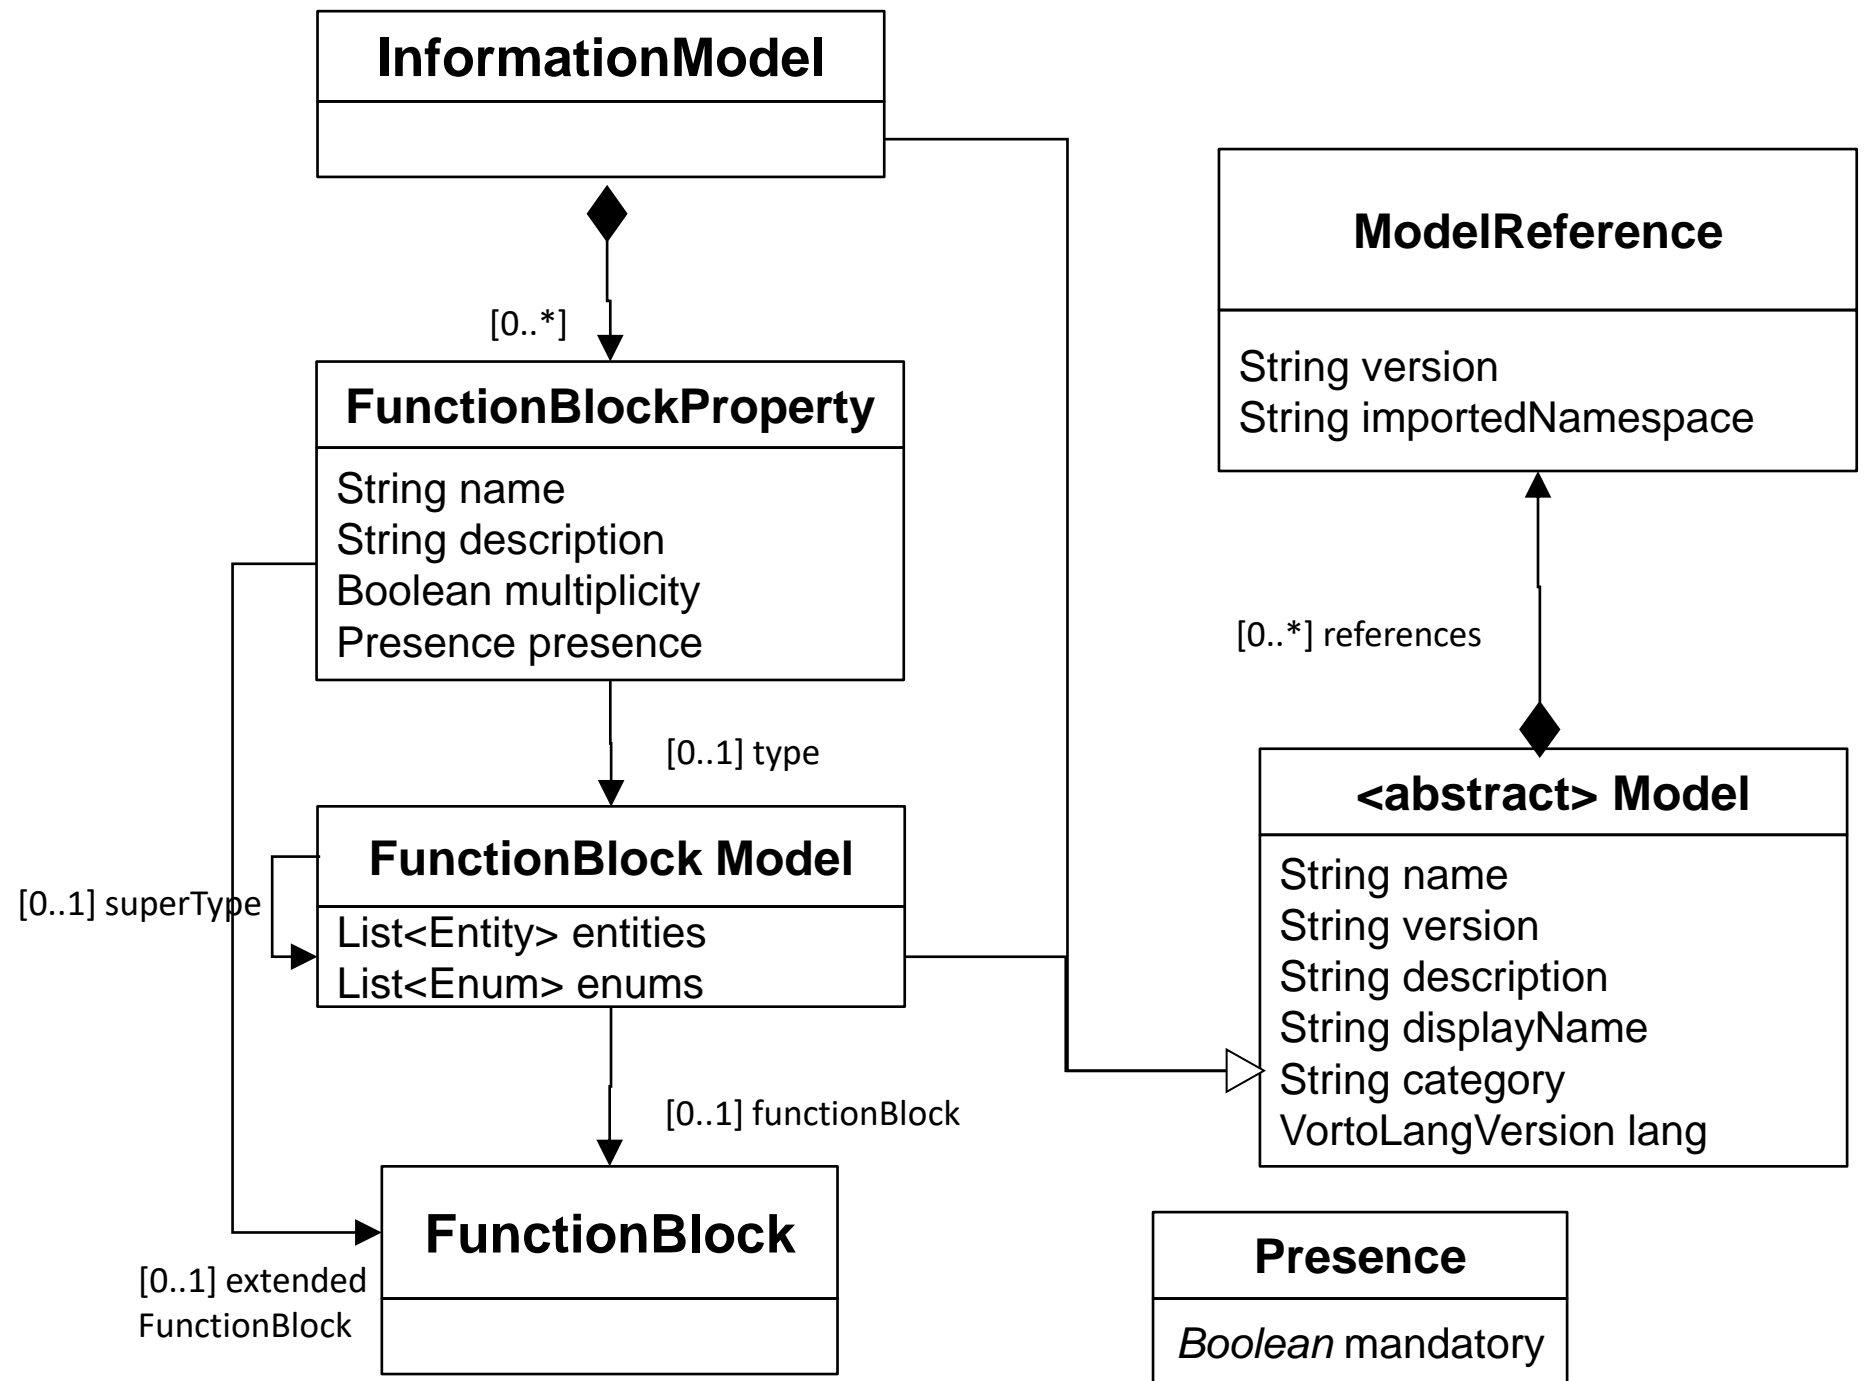 InformationModel
[0..*]
FunctionBlockProperty
String name
String description
Boolean multiplicity
Presence presence
[0..1] type
FunctionBlock Model
[0..1] superType
List<Entity> entities
List<Enum> enums
[0..1] functionBlock
FunctionBlock
[0..1] extended
FunctionBlock
ModelReference
String version
String importedNamespace
[0..*] references
<abstract> Model
String name
String version
String description
String displayName
String category
VortoLangVersion lang
Presence
Boolean mandatory